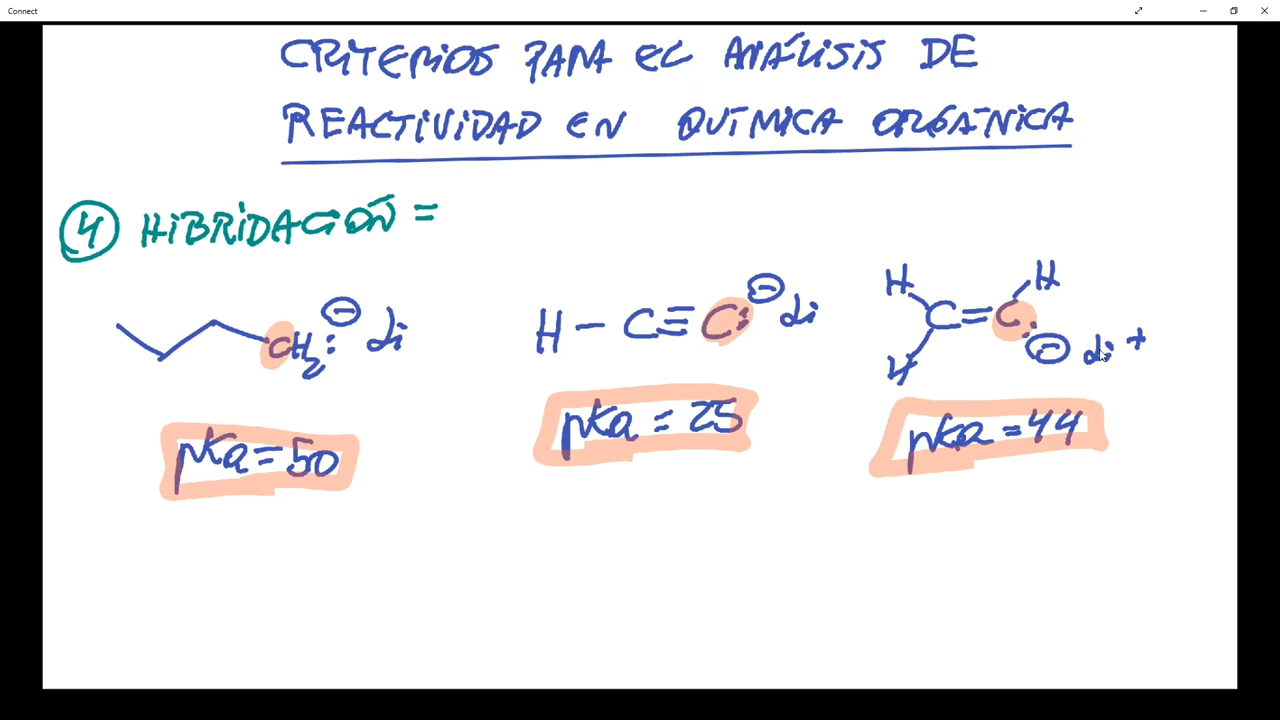 Connect
CRITERIOS PARA EL ANÁLISIS DE
REACTIVIDAD EN QUÍMICA ORGÁNICA
4 HIBRIDACIÓN =
CH2: ⊖ Li
H - C ≡ C: ⊖ Li
H H
C = C
H ⊖ Li +
pKa = 50
pKa = 25
pKa = 44